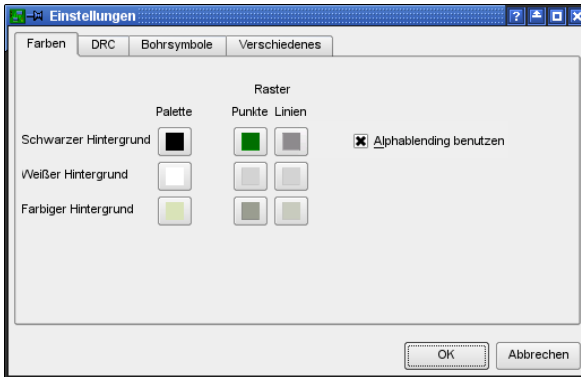 Einstellungen
Farben DRC Bohrsymbole Verschiedenes
Raster
Palette Punkte Linien
Schwarzer Hintergrund
Alphablending benutzen
Weißer Hintergrund
Farbiger Hintergrund
OK Abbrechen